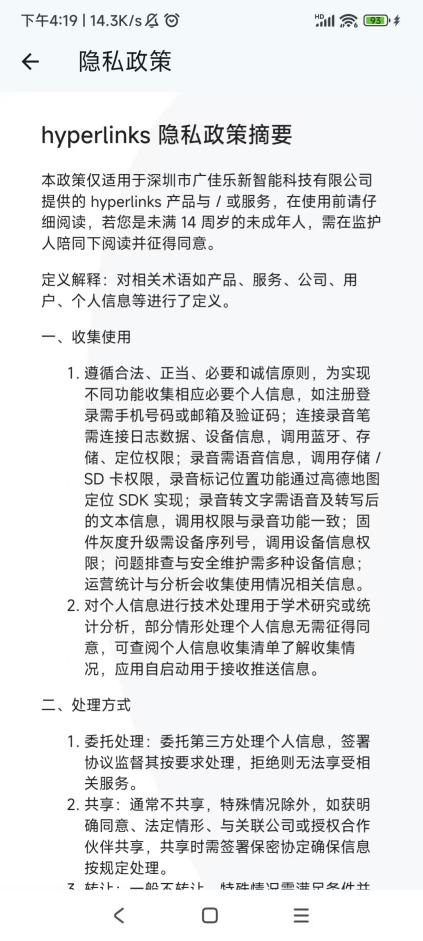 下午4:19 | 14.3K/s
HD
93
隐私政策
hyperlinks 隐私政策摘要
本政策仅适用于深圳市广佳乐新智能科技有限公司
提供的 hyperlinks 产品与 / 或服务，在使用前请仔
细阅读，若您是未满 14 周岁的未成年人，需在监护
人陪同下阅读并征得同意。
定义解释：对相关术语如产品、服务、公司、用
户、个人信息等进行了定义。
一、收集使用
1. 遵循合法、正当、必要和诚信原则，为实现
不同功能收集相应必要个人信息，如注册登
录需手机号码或邮箱及验证码；连接录音笔
需连接日志数据、设备信息，调用蓝牙、存
储、定位权限；录音需语音信息，调用存储 /
SD 卡权限，录音标记位置功能通过高德地图
定位 SDK 实现；录音转文字需语音及转写后
的文本信息，调用权限与录音功能一致；固
件灰度升级需设备序列号，调用设备信息权
限；问题排查与安全维护需多种设备信息；
运营统计与分析会收集使用情况相关信息。
2. 对个人信息进行技术处理用于学术研究或统
计分析，部分情形处理个人信息无需征得同
意，可查阅个人信息收集清单了解收集情
况，应用自启动用于接收推送信息。
二、处理方式
1. 委托处理：委托第三方处理个人信息，签署
协议监督其按要求处理，拒绝则无法享受相
关服务。
2. 共享：通常不共享，特殊情况除外，如获明
确同意、法定情形、与关联公司或授权合作
伙伴共享，共享时需签署保密协定确保信息
按规定处理。
3. 转让：一般不转让，特殊情况需满足条件并